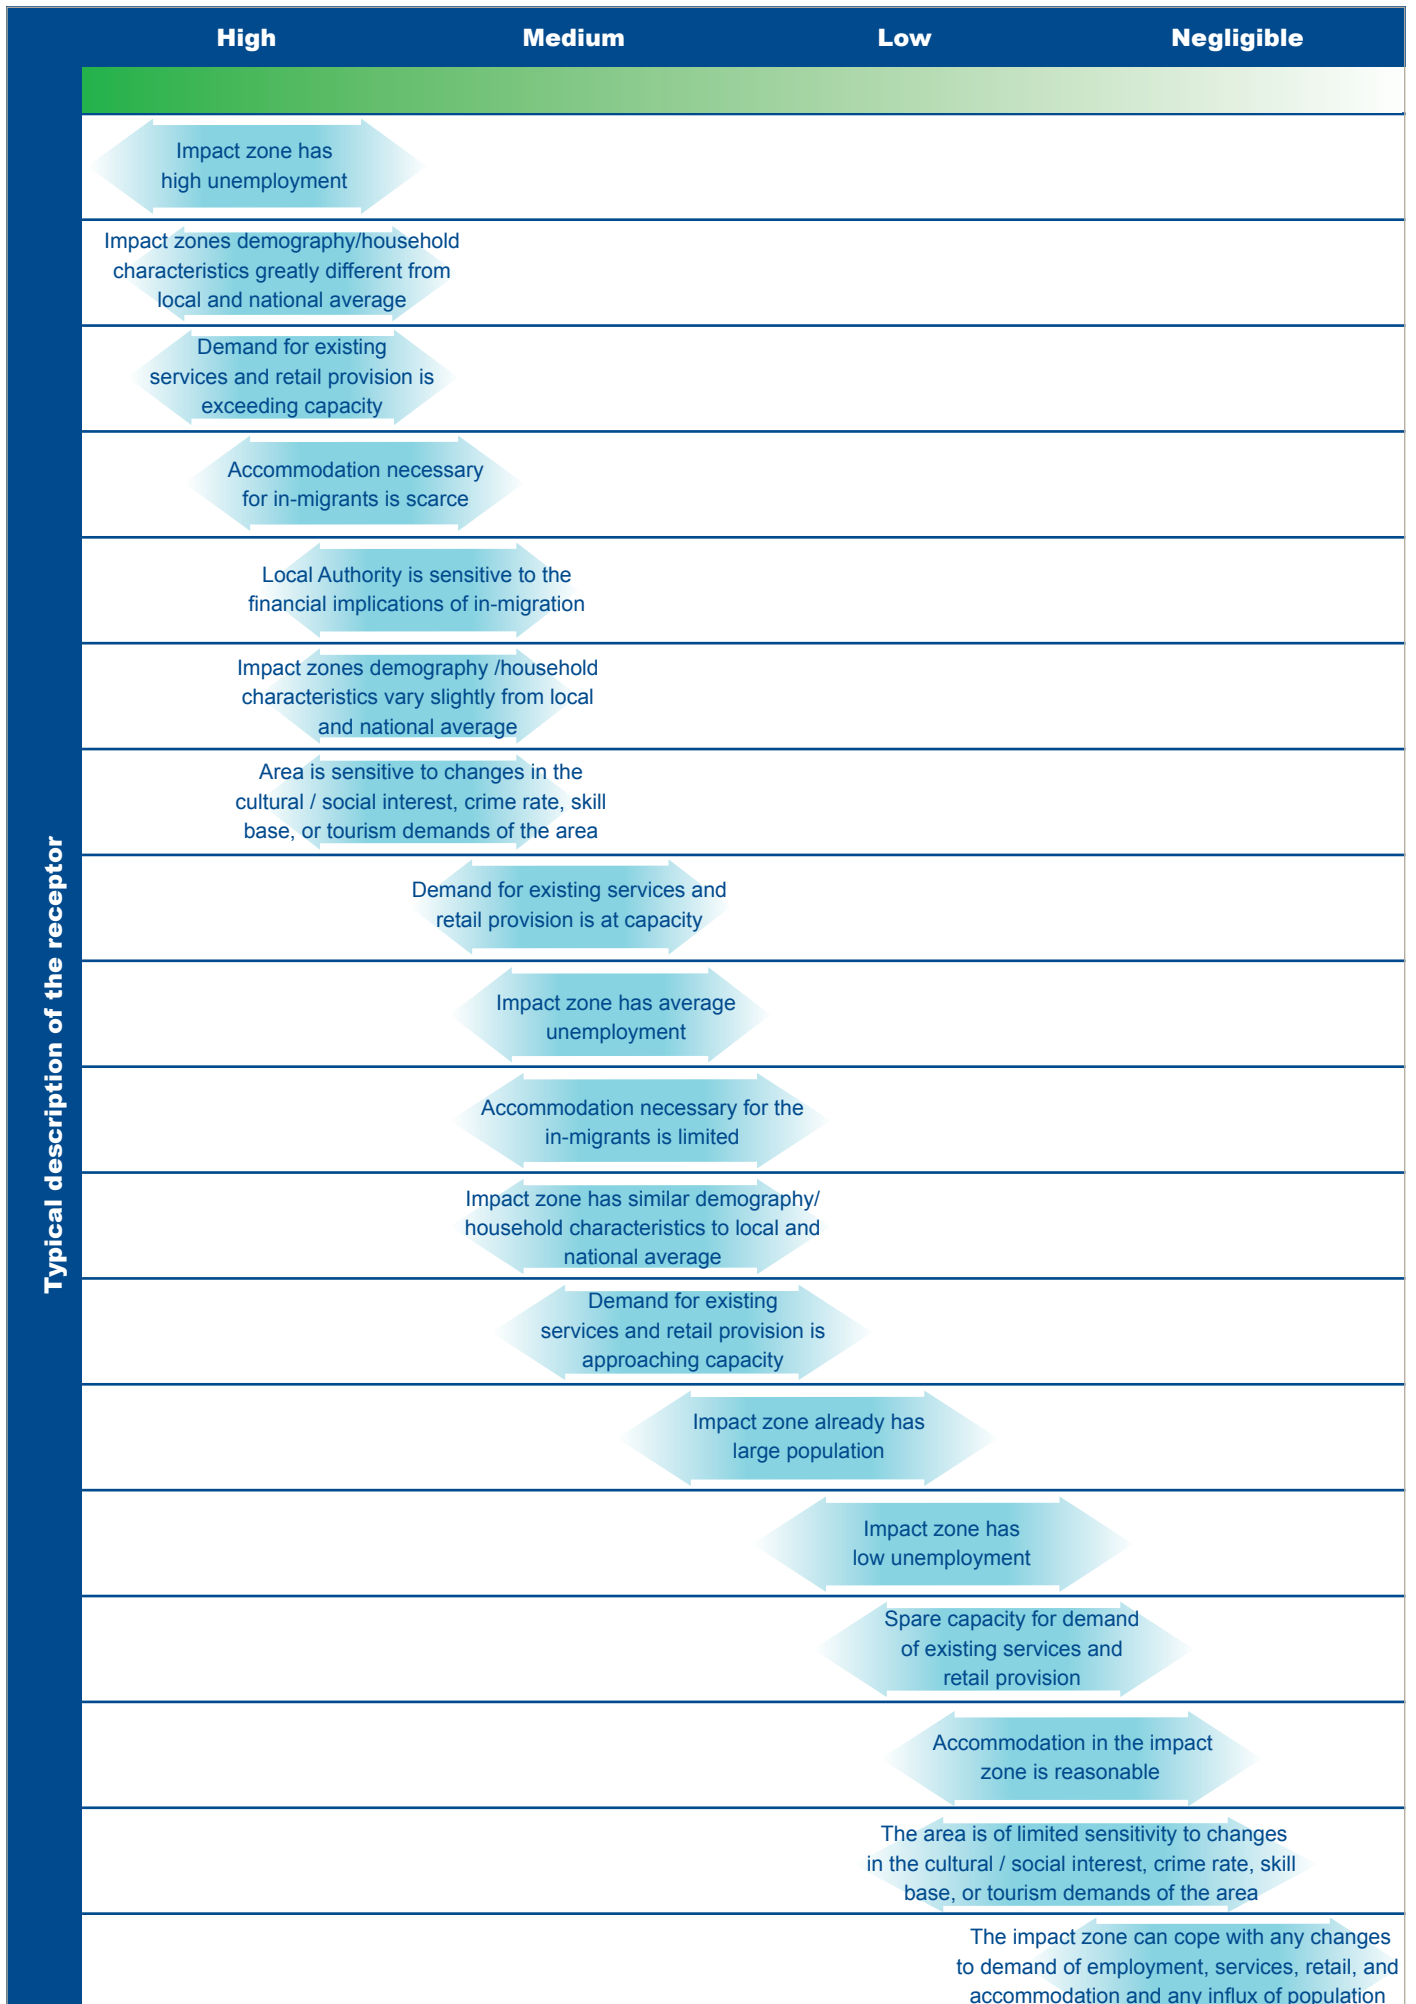 High Medium Low Negligible
Typical description of the receptor
Impact zone has
high unemployment
Impact zones demography/household
characteristics greatly different from
local and national average
Demand for existing
services and retail provision is
exceeding capacity
Accommodation necessary
for in-migrants is scarce
Local Authority is sensitive to the
financial implications of in-migration
Impact zones demography /household
characteristics vary slightly from local
and national average
Area is sensitive to changes in the
cultural / social interest, crime rate, skill
base, or tourism demands of the area
Demand for existing services and
retail provision is at capacity
Impact zone has average
unemployment
Accommodation necessary for the
in-migrants is limited
Impact zone has similar demography/
household characteristics to local and
national average
Demand for existing
services and retail provision is
approaching capacity
Impact zone already has
large population
Impact zone has
low unemployment
Spare capacity for demand
of existing services and
retail provision
Accommodation in the impact
zone is reasonable
The area is of limited sensitivity to changes
in the cultural / social interest, crime rate, skill
base, or tourism demands of the area
The impact zone can cope with any changes
to demand of employment, services, retail, and
accommodation and any influx of population